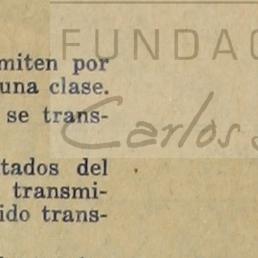 FUNDAC
miten por
una clase.
se trans-
Carlos
tados del
transmi-
ido trans-